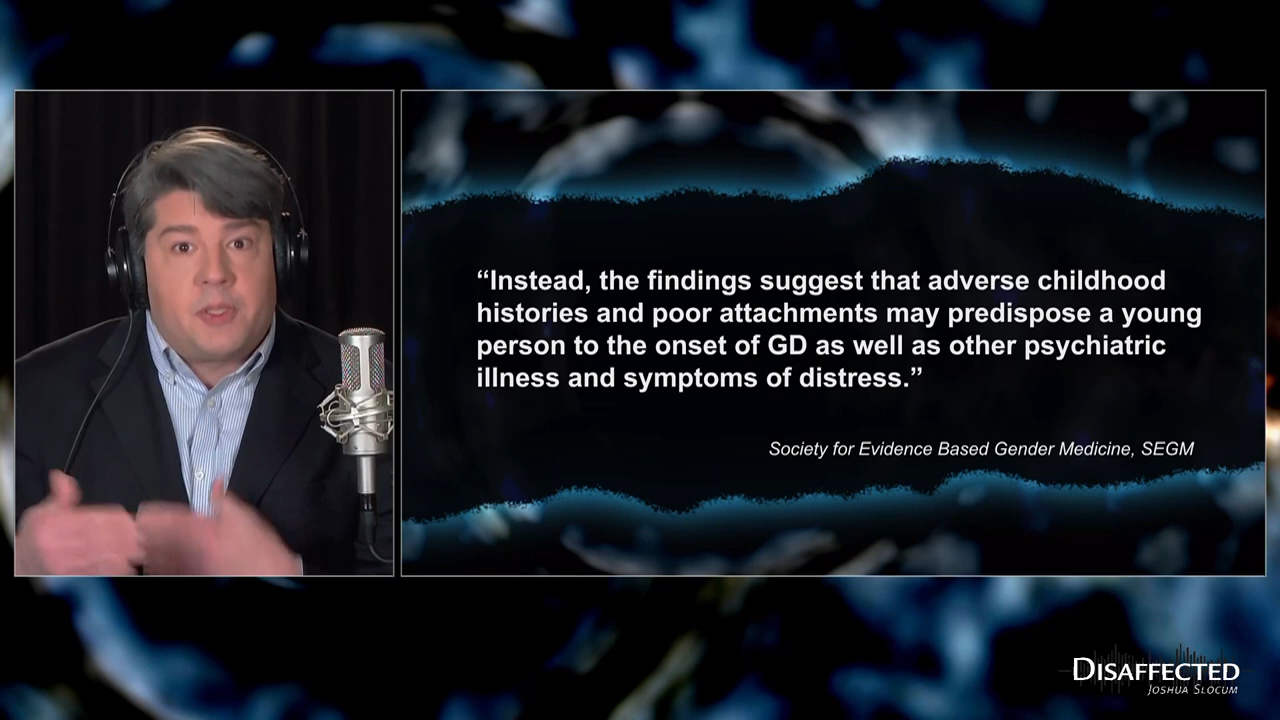 “Instead, the findings suggest that adverse childhood
histories and poor attachments may predispose a young
person to the onset of GD as well as other psychiatric
illness and symptoms of distress.”
Society for Evidence Based Gender Medicine, SEGM
DISAFFECTED
JOSHUA SLOCUM